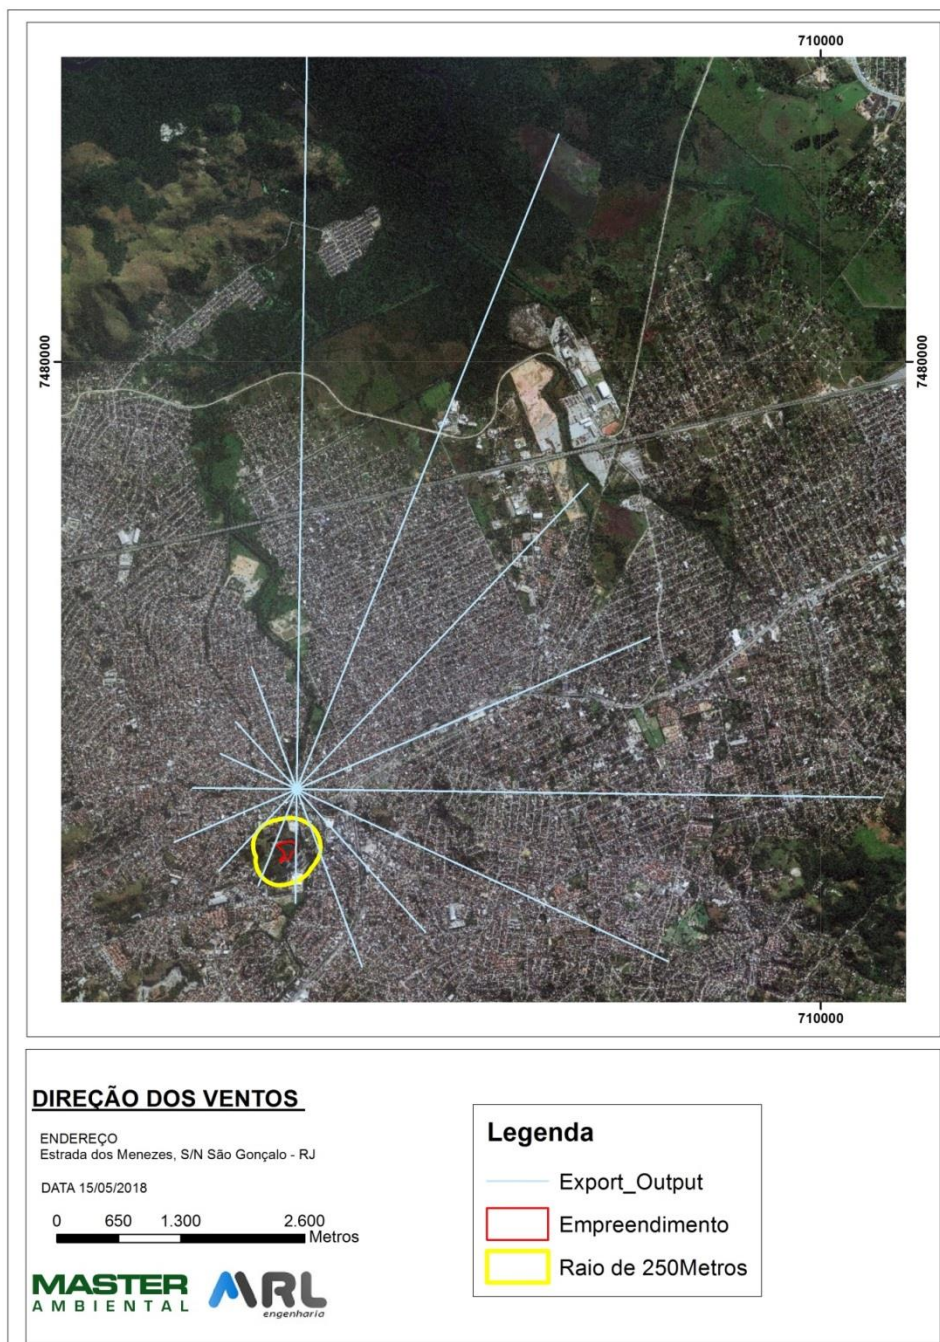 710000
7480000
7480000
710000
DIREÇÃO DOS VENTOS
ENDEREÇO
Estrada dos Menezes, S/N São Gonçalo - RJ
DATA 15/05/2018
0 650 1.300 2.600
Metros
MASTER
AMBIENTAL
ARL
engenharia
Legenda
Export_Output
Empreendimento
Raio de 250Metros